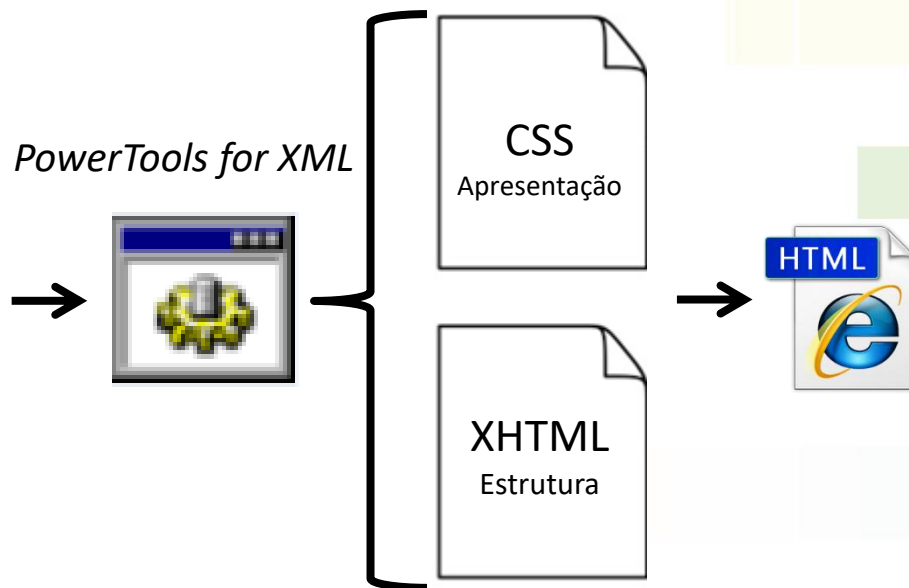 PowerTools for XML
CSS
Apresentação
HTML
XHTML
Estrutura